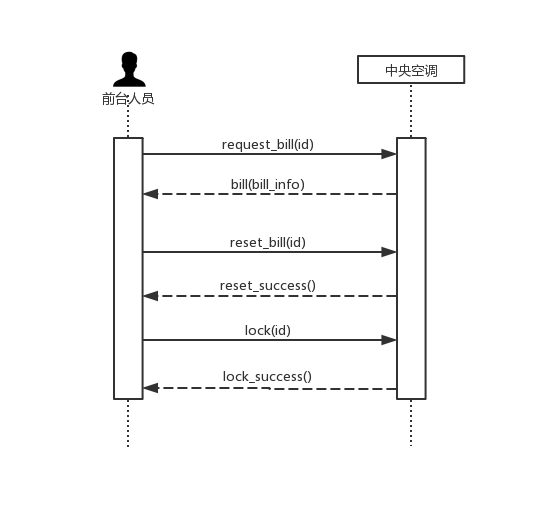 前台人员
中央空调
request_bill(id)
bill(bill_info)
reset_bill(id)
reset_success()
lock(id)
lock_success()